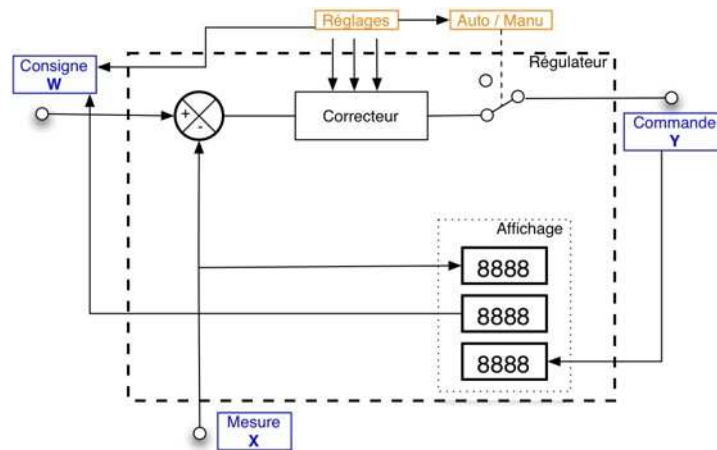 Réglages
Auto / Manu
Consigne
W
Régulateur
+
-
Correcteur
Commande
Y
Affichage
8888
8888
8888
Mesure
X